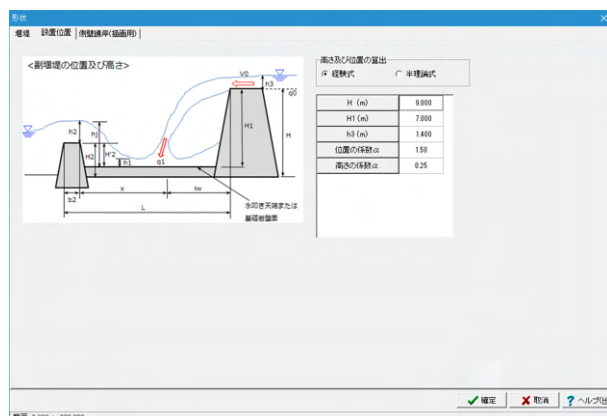 形状
堰堤 設置位置 側壁護岸(描画用)
<副堰堤の位置及び高さ>
V0
h3
q0
H1
H
h2
hj
H2
H'2
h1
q1
b2
x
lw
L
水叩き天端または
基礎岩盤面
高さ及び位置の算出
経験式 半理論式
H (m) 9.000
H1(m) 7.000
h3(m) 1.400
位置の係数α 1.50
高さの係数α 0.25
確定 取消 ? ヘルプ(H)